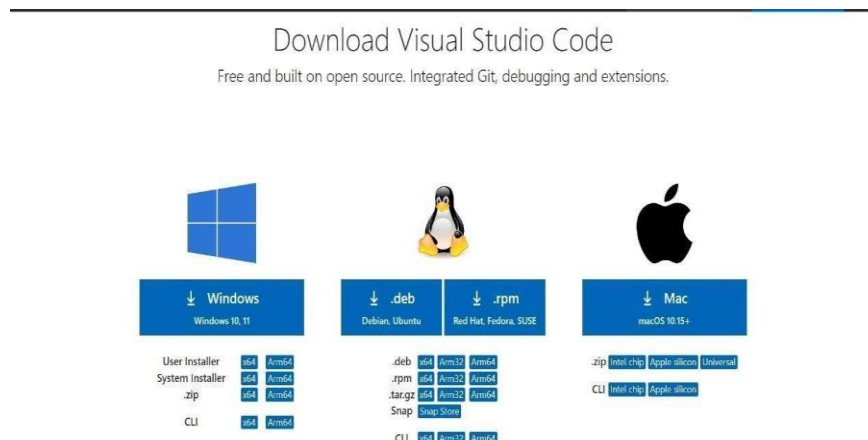 Download Visual Studio Code
Free and built on open source. Integrated Git, debugging and extensions.
Windows
Windows 10, 11
User Installer x64 Arm64
System Installer x64 Arm64
.zip x64 Arm64
CLI x64 Arm64
.deb
Debian, Ubuntu
.rpm
Red Hat, Fedora, SUSE
.deb x64 Arm32 Arm64
.rpm x64 Arm32 Arm64
.tar.gz x64 Arm32 Arm64
Snap Snap Store
CLI x64 Arm32 Arm64
Mac
macOS 10.15+
.zip Intel chip Apple silicon Universal
CLI Intel chip Apple silicon